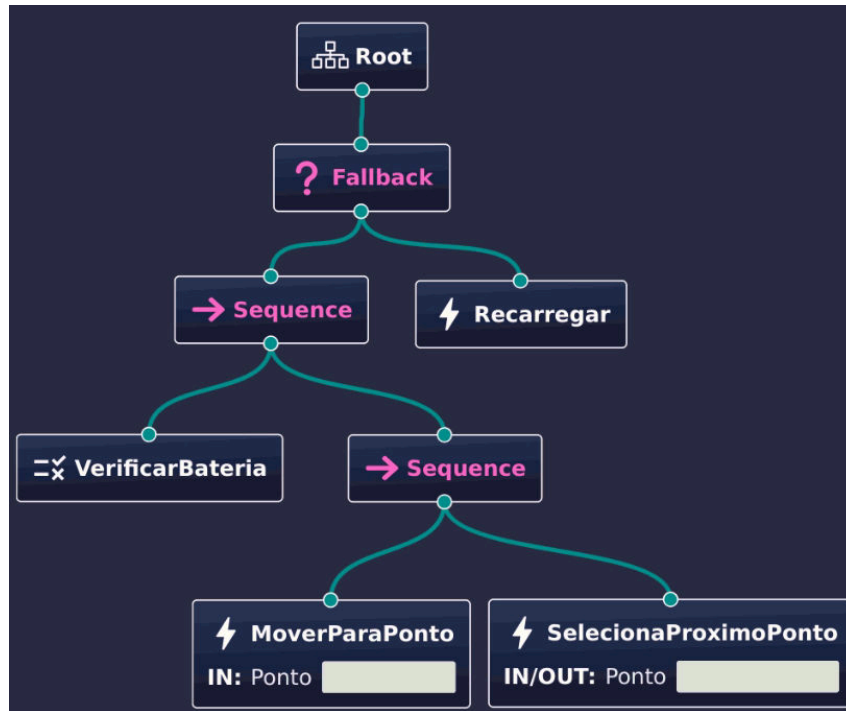 Root
Fallback
Sequence
Recarregar
VerificarBateria
Sequence
MoverParaPonto
IN: Ponto
SelecionaProximoPonto
IN/OUT: Ponto